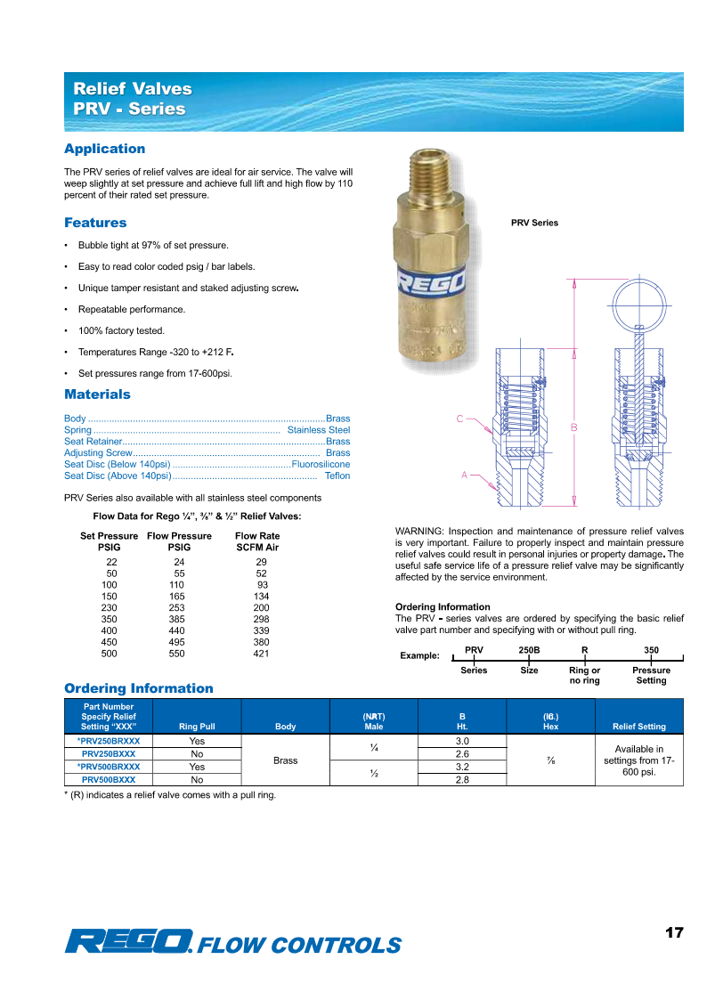 Relief Valves
PRV - Series
Application
The PRV series of relief valves are ideal for air service. The valve will
weep slightly at set pressure and achieve full lift and high flow by 110
percent of their rated set pressure.
Features
• Bubble tight at 97% of set pressure.
• Easy to read color coded psig / bar labels.
• Unique tamper resistant and staked adjusting screw.
• Repeatable performance.
• 100% factory tested.
• Temperatures Range -320 to +212 F.
• Set pressures range from 17-600psi.
Materials
Body ..........................................................................................Brass
Spring ....................................................................... Stainless Steel
Seat Retainer.............................................................................Brass
Adjusting Screw....................................................................... Brass
Seat Disc (Below 140psi) .............................................Fluorosilicone
Seat Disc (Above 140psi)....................................................... Teflon
PRV Series also available with all stainless steel components
Flow Data for Rego ¼”, ⅜” & ½” Relief Valves:
Set Pressure Flow Pressure Flow Rate
PSIG PSIG SCFM Air
22 24 29
50 55 52
100 110 93
150 165 134
230 253 200
350 385 298
400 440 339
450 495 380
500 550 421
REGO
PRV Series
C
B
A
WARNING: Inspection and maintenance of pressure relief valves
is very important. Failure to properly inspect and maintain pressure
relief valves could result in personal injuries or property damage. The
useful safe service life of a pressure relief valve may be significantly
affected by the service environment.
Ordering Information
The PRV - series valves are ordered by specifying the basic relief
valve part number and specifying with or without pull ring.
Example: PRV 250B R 350
Series Size Ring or Pressure
no ring Setting
Ordering Information
Part Number
Specify Relief (NPT) B (IG.)
Setting “XXX” Ring Pull Body Male Ht. Hex Relief Setting
*PRV250BRXXX Yes Brass ¼ 3.0 ⅞ Available in
PRV250BXXX No 2.6 settings from 17-
*PRV500BRXXX Yes ½ 3.2 600 psi.
PRV500BXXX No 2.8
* (R) indicates a relief valve comes with a pull ring.
REGO® FLOW CONTROLS
17